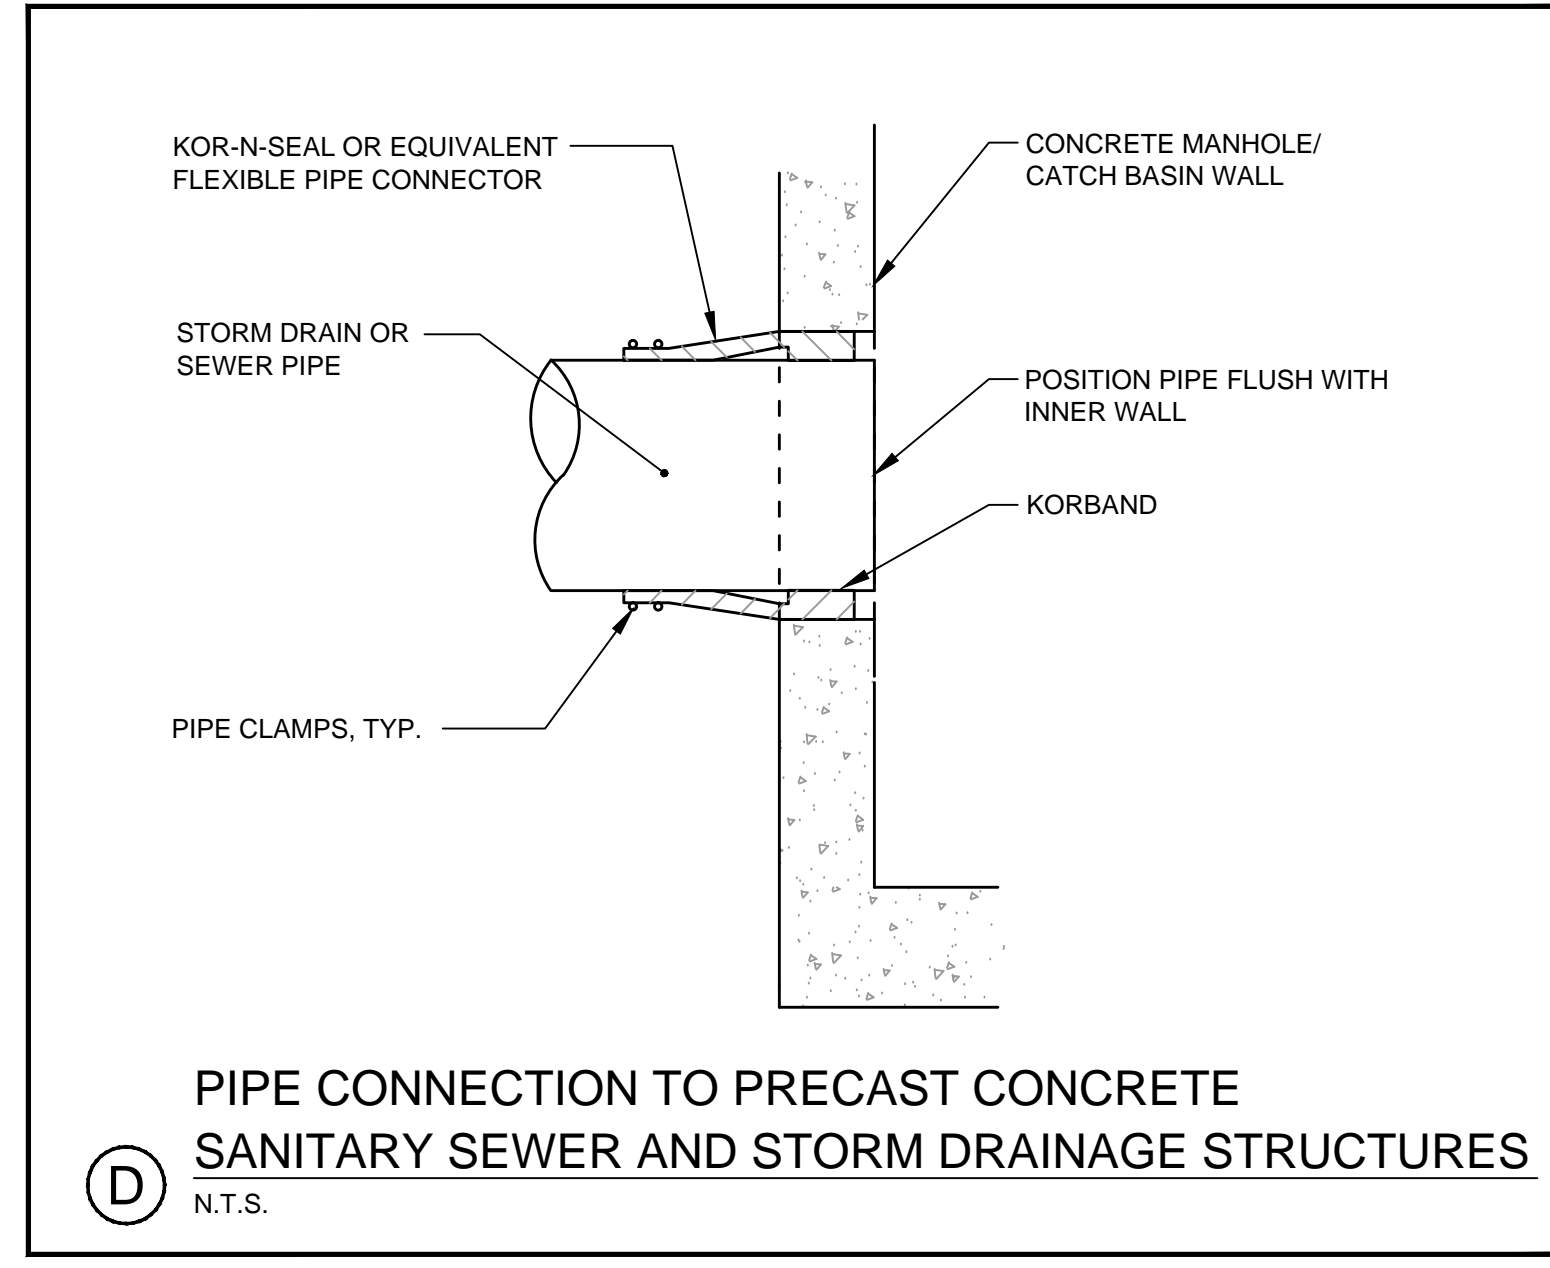 KOR-N-SEAL OR EQUIVALENT
FLEXIBLE PIPE CONNECTOR
CONCRETE MANHOLE/
CATCH BASIN WALL
STORM DRAIN OR
SEWER PIPE
POSITION PIPE FLUSH WITH
INNER WALL
KORBAND
PIPE CLAMPS, TYP.
PIPE CONNECTION TO PRECAST CONCRETE
SANITARY SEWER AND STORM DRAINAGE STRUCTURES
D
N.T.S.